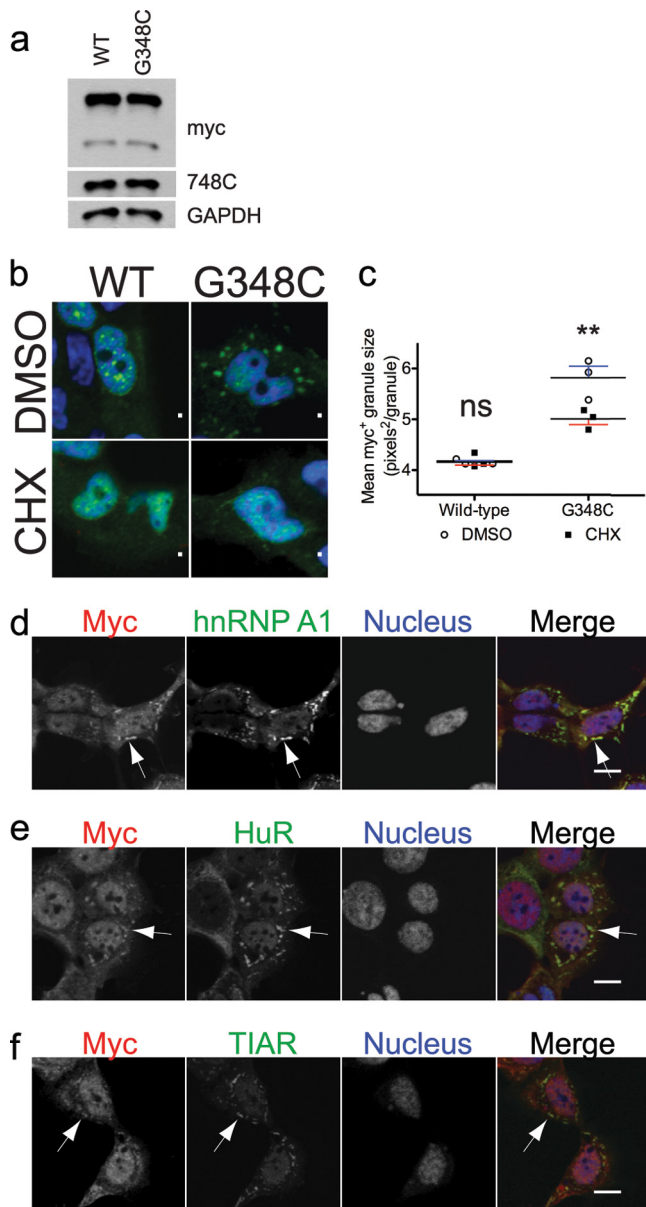 a
WT
G348C
myc
748C
GAPDH
b
WT G348C
DMSO
CHX
c
Mean myc⁺ granule size
(pixels²/granule)
6
5
4
ns
**
Wild-type G348C
○ DMSO ■ CHX
d
Myc hnRNP A1 Nucleus Merge
e
Myc HuR Nucleus Merge
f
Myc TIAR Nucleus Merge